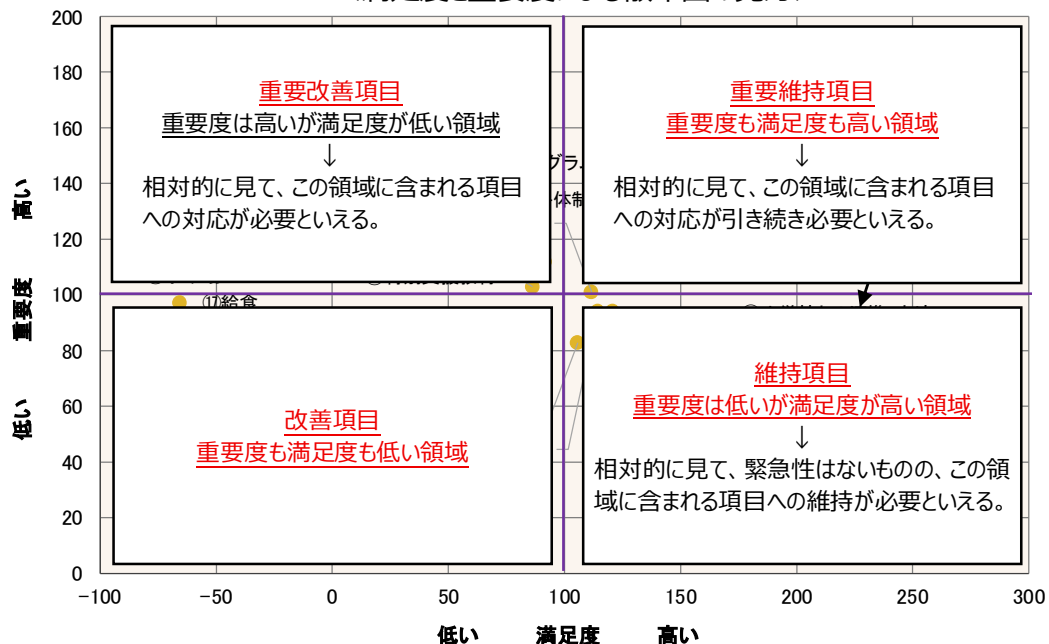 200
180
160
140
120
100
80
60
40
20
0
-100
-50
0
50
100
150
200
250
300
高い
重要度
低い
低い 満足度 高い
重要改善項目
重要度は高いが満足度が低い領域
↓
相対的に見て、この領域に含まれる項目
への対応が必要といえる。
重要維持項目
重要度も満足度も高い領域
↓
相対的に見て、この領域に含まれる項目
への対応が引き続き必要といえる。
グラ
体制
⑰給食
改善項目
重要度も満足度も低い領域
維持項目
重要度は低いが満足度が高い領域
↓
相対的に見て、緊急性はないものの、この領
域に含まれる項目への維持が必要といえる。